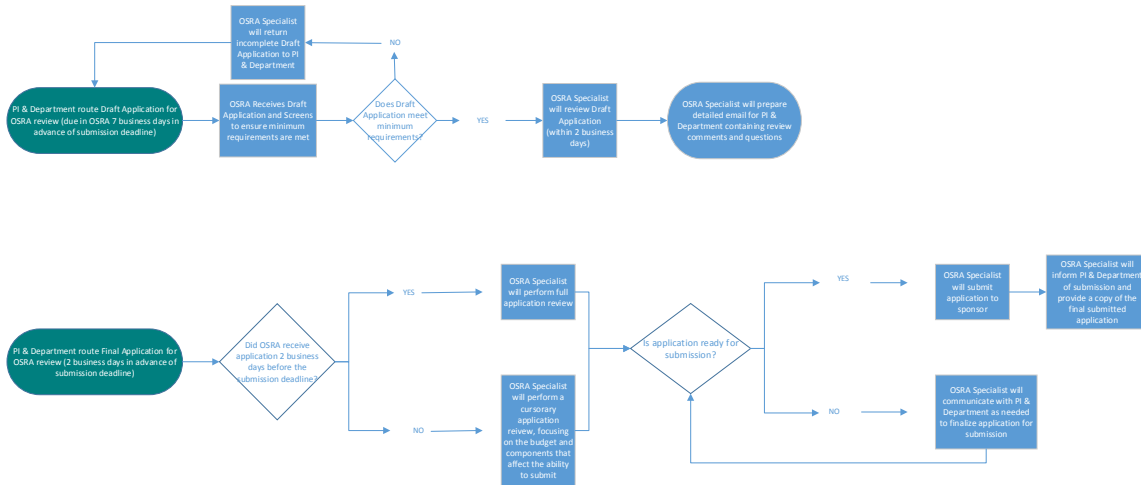 OSRA Specialist
will return
Incomplete Draft
Application to PI
& Department
NO
PI & Department route Draft Application for
OSRA review (due in OSRA 7 business days in
advance of submission deadline)
OSRA Receives Draft
Application and Screens
to ensure minimum
requirements are met
Does Draft
Application meet
minimum
requirements?
YES
OSRA Specialist
will review Draft
Application
(within 2 business
days)
OSRA Specialist will prepare
detailed email for PI &
Department containing review
comments and questions
PI & Department route Final Application for
OSRA review (2 business days in advance of
submission deadline)
Did OSRA receive
application 2 business
days before the
submission deadline?
YES
OSRA Specialist
will perform full
application review
NO
OSRA Specialist
will perform a
cursorary
application
reivew, focusing
on the budget and
components that
affect the ability
to submit
Is application ready for
submission?
YES
OSRA Specialist
will submit
application to
sponsor
OSRA Specialist will
inform PI & Department
of submission and
provide a copy of the
final submitted
application
NO
OSRA Specialist will
communicate with PI &
Department as needed
to finalize application for
submission